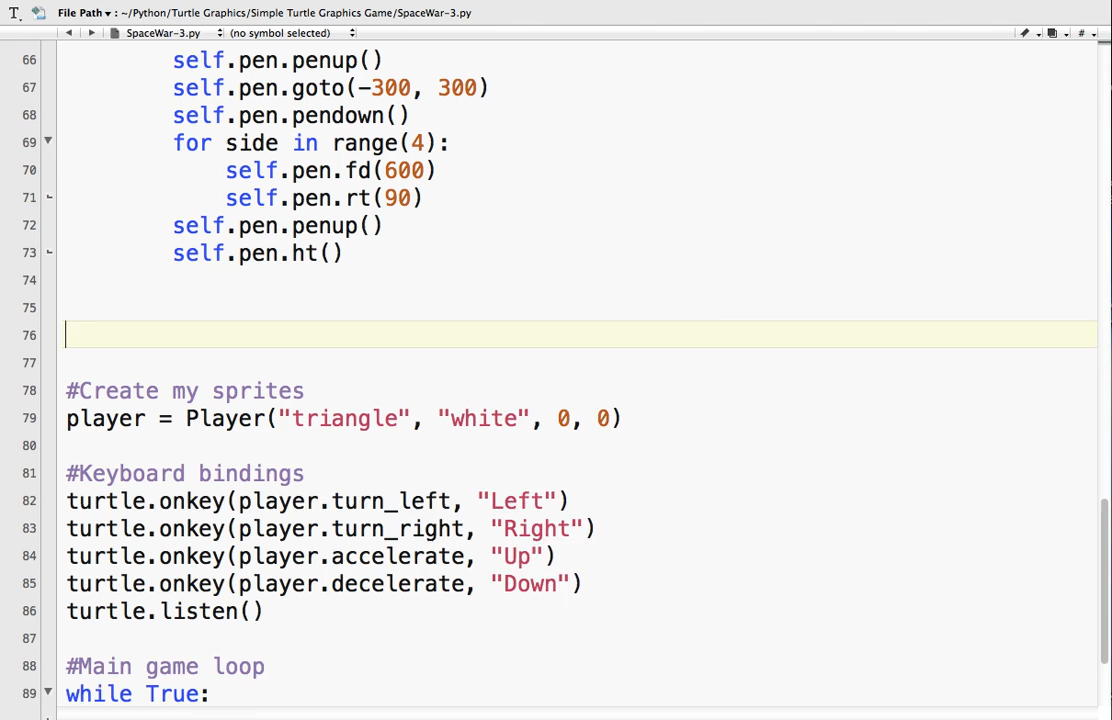 File Path ▾ : ~/Python/Turtle Graphics/Simple Turtle Graphics Game/SpaceWar-3.py
SpaceWar-3.py (no symbol selected) #
66 self.pen.penup()
67 self.pen.goto(-300, 300)
68 self.pen.pendown()
69 for side in range(4):
70 self.pen.fd(600)
71 self.pen.rt(90)
72 self.pen.penup()
73 self.pen.ht()
74
75
76
77
78 #Create my sprites
79 player = Player("triangle", "white", 0, 0)
80
81 #Keyboard bindings
82 turtle.onkey(player.turn_left, "Left")
83 turtle.onkey(player.turn_right, "Right")
84 turtle.onkey(player.accelerate, "Up")
85 turtle.onkey(player.decelerate, "Down")
86 turtle.listen()
87
88 #Main game loop
89 while True: